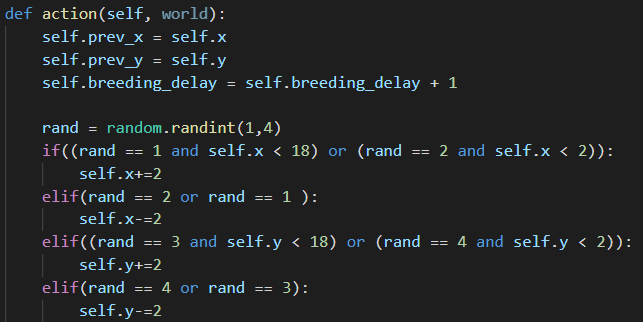 def action(self, world):
    self.prev_x = self.x
    self.prev_y = self.y
    self.breeding_delay = self.breeding_delay + 1

    rand = random.randint(1,4)
    if((rand == 1 and self.x < 18) or (rand == 2 and self.x < 2)):
        self.x+=2
    elif(rand == 2 or rand == 1 ):
        self.x-=2
    elif((rand == 3 and self.y < 18) or (rand == 4 and self.y < 2)):
        self.y+=2
    elif(rand == 4 or rand == 3):
        self.y-=2